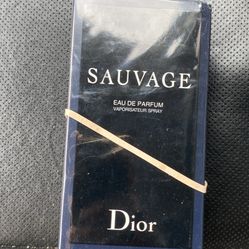 SAUVAGE
EAU DE PARFUM
VAPORISATEUR SPRAY
Dior